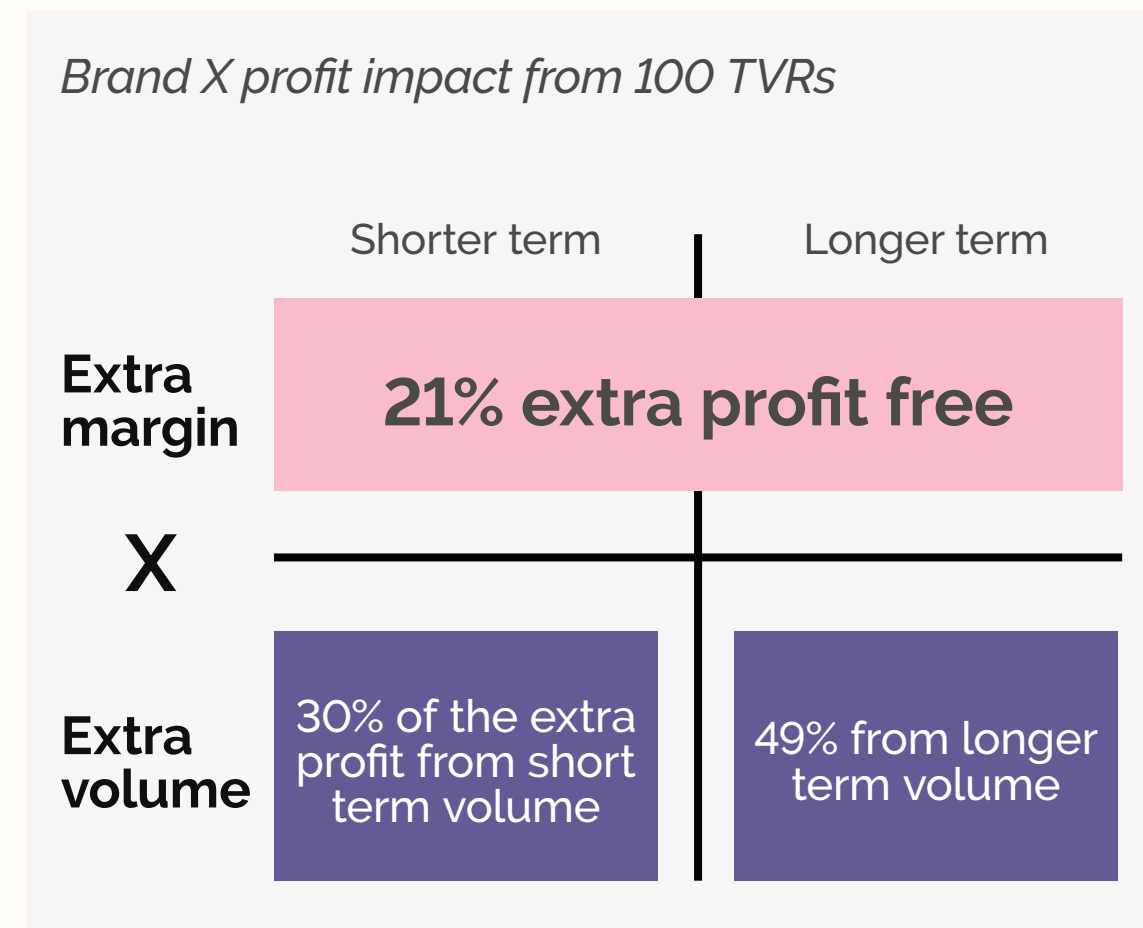 Brand X profit impact from 100 TVRs
Shorter term
Longer term
Extra
margin
21% extra profit free
X
Extra
volume
30% of the extra
profit from short
term volume
49% from longer
term volume